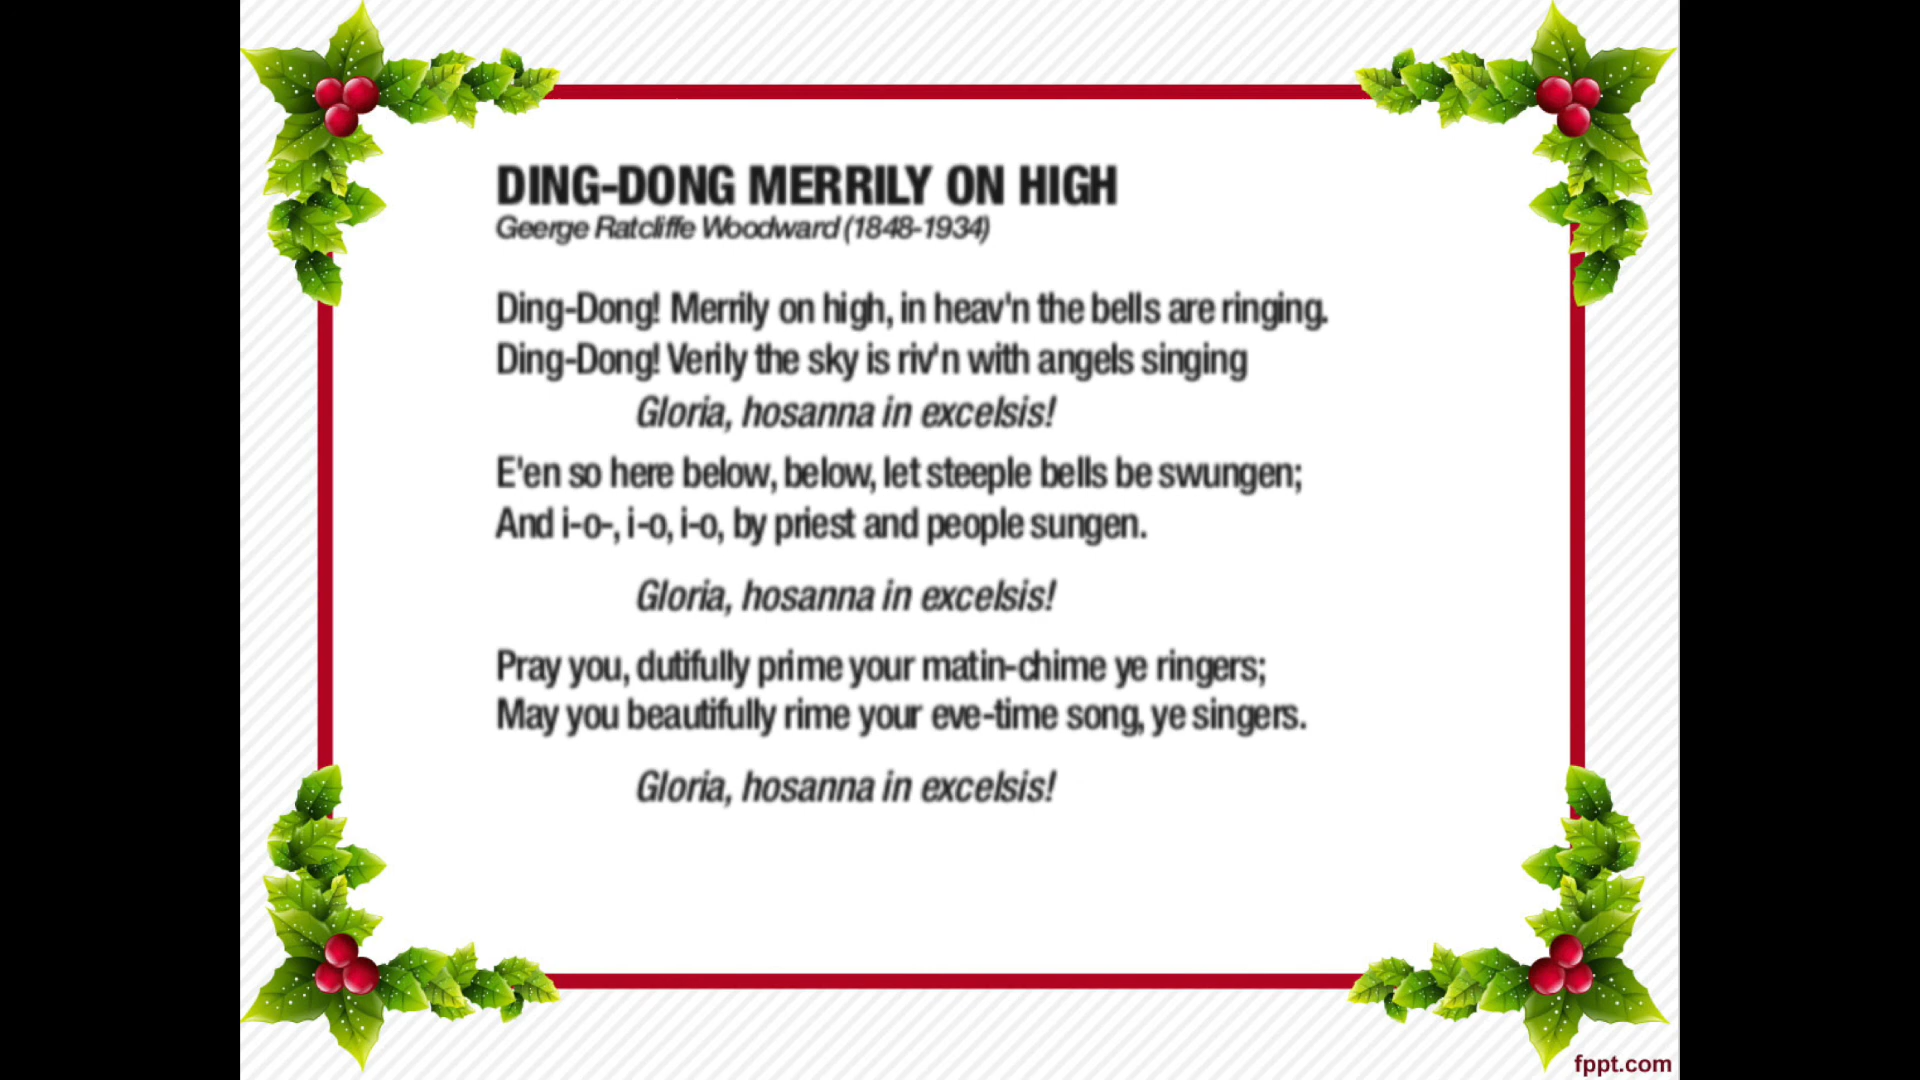 DING-DONG MERRILY ON HIGH
Geerge Ratcliffe Woodward (1848-1934)
Ding-Dong! Merrily on high, in heav'n the bells are ringing.
Ding-Dong! Verily the sky is riv'n with angels singing
Gloria, hosanna in excelsis!
E'en so here below, below, let steeple bells be swungen;
And i-o-, i-o, i-o, by priest and people sungen.
Gloria, hosanna in excelsis!
Pray you, dutifully prime your matin-chime ye ringers;
May you beautifully rime your eve-time song, ye singers.
Gloria, hosanna in excelsis!
fppt.com